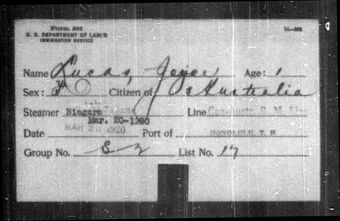 Form 503
U. S. DEPARTMENT OF LABOR
IMMIGRATION SERVICE
Name Lucas, Joyce Age: 1
Sex: F Citizen of Australia
Steamer Niagara Line
Mar. 20-1920
Date MAR 20 1920 Port of HONOLULU, T. H
Group No. S 2 List No. 17